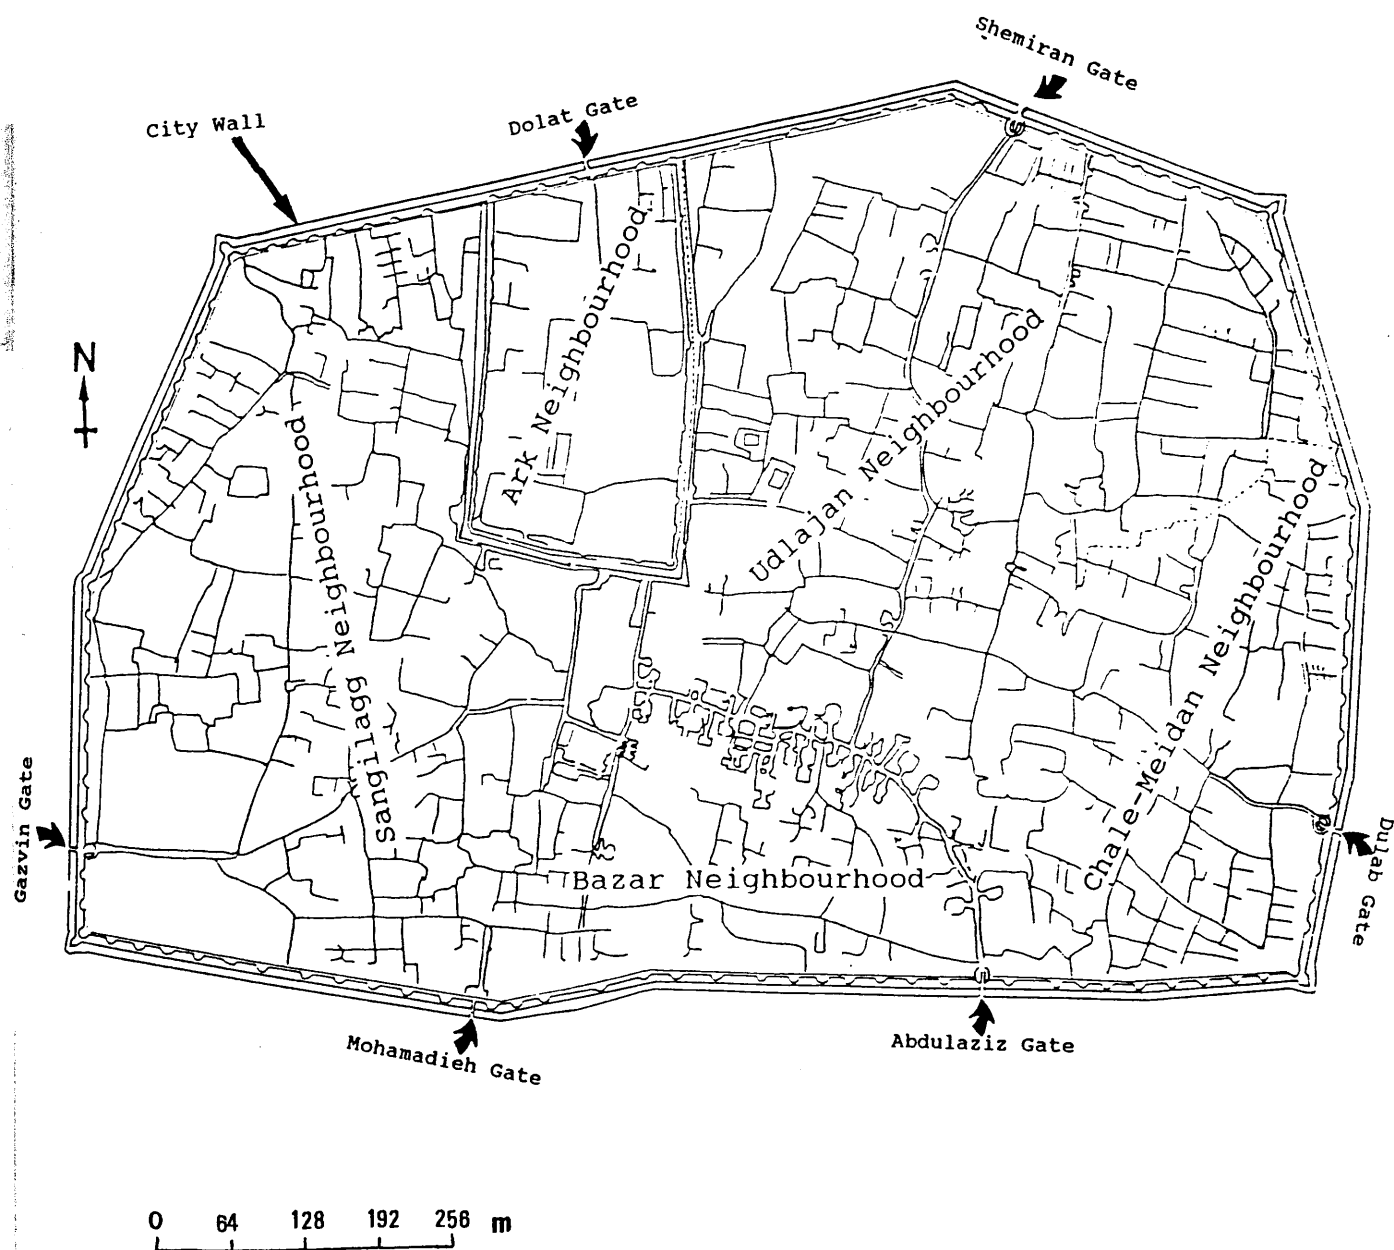 Shemiran Gate
Dolat Gate
City Wall
N
Ark Neighbourhood
Udlajan Neighbourhood
Sangillagg Neighbourhood
Chale-Meidan Neighbourhood
Gazvin Gate
Dulab Gate
Bazar Neighbourhood
Mohamadieh Gate
Abdulaziz Gate
0 64 128 192 256 m